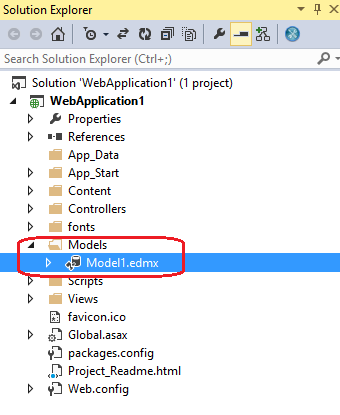 Solution Explorer
Search Solution Explorer (Ctrl+;)
Solution 'WebApplication1' (1 project)
WebApplication1
Properties
References
App_Data
App_Start
Content
Controllers
fonts
Models
Model1.edmx
Scripts
Views
favicon.ico
Global.asax
packages.config
Project_Readme.html
Web.config